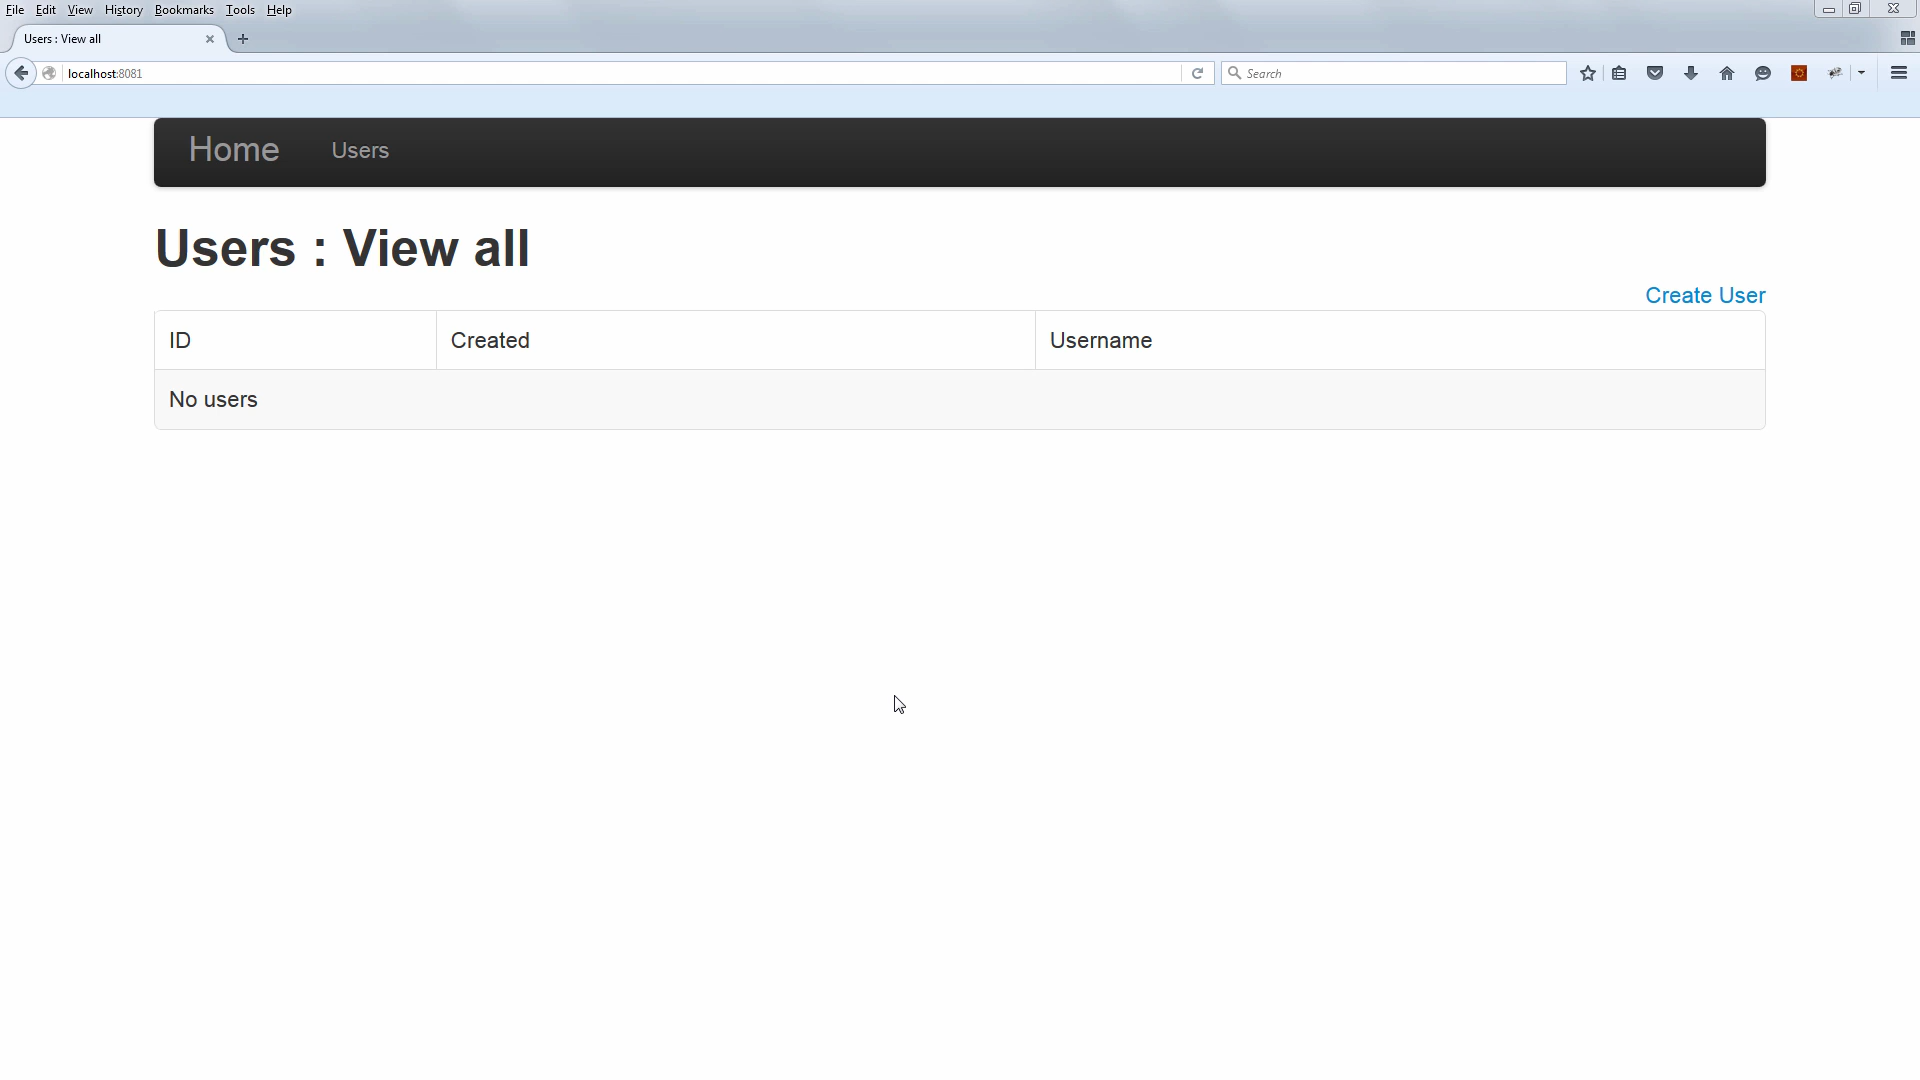 File Edit View History Bookmarks Tools Help
Users : View all
localhost:8081
Search
Home Users
Users : View all
Create User
ID Created Username
No users